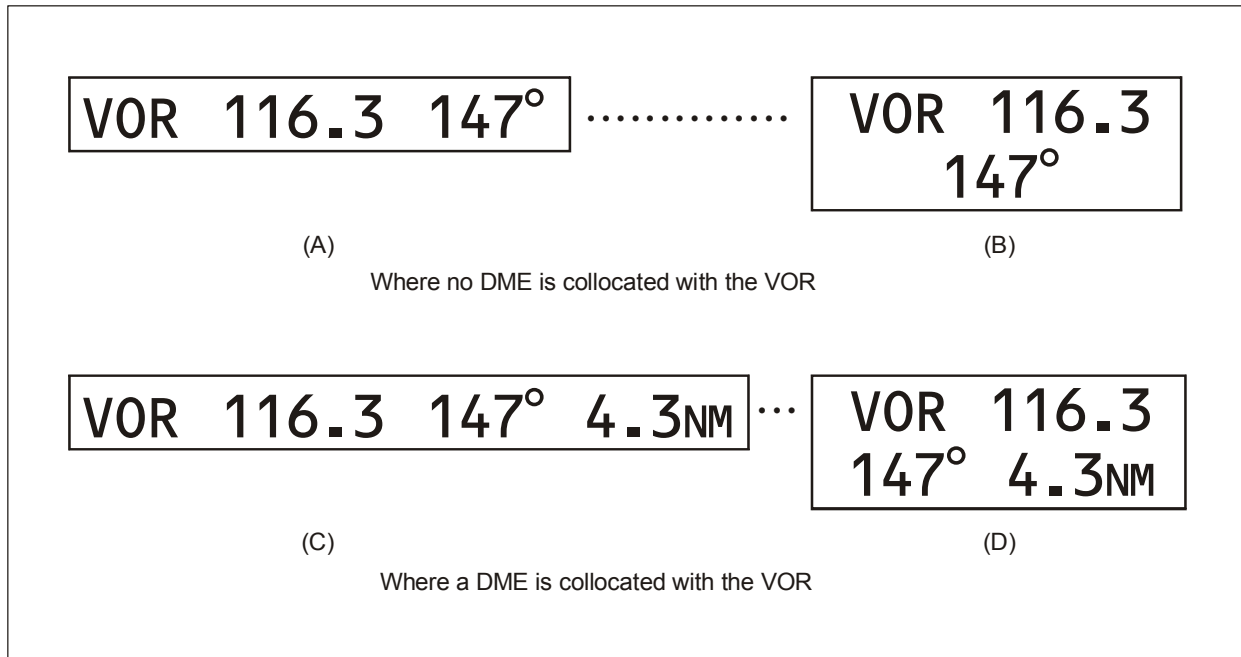 VOR 116.3 147° ..............
VOR 116.3
147°
(A)
(B)
Where no DME is collocated with the VOR
VOR 116.3 147° 4.3NM ...
VOR 116.3
147° 4.3NM
(C)
(D)
Where a DME is collocated with the VOR